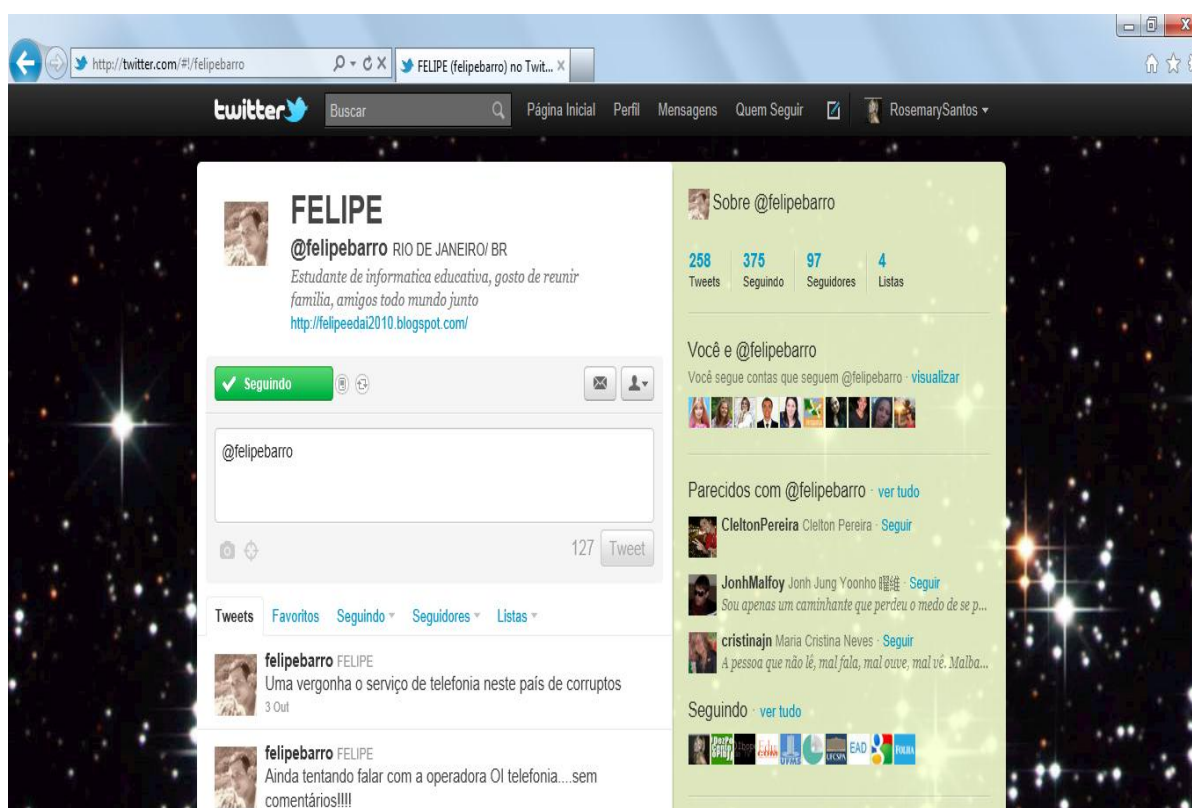 http://twitter.com/#!/felipebarro
FELIPE (felipebarro) no Twit...
twitter
Buscar
Página Inicial Perfil Mensagens Quem Seguir RosemarySantos
FELIPE
@felipebarro RIO DE JANEIRO/ BR
Estudante de informatica educativa, gosto de reunir
familia, amigos todo mundo junto
http://felipeedai2010.blogspot.com/
Seguindo
@felipebarro
127 Tweet
Tweets Favoritos Seguindo Seguidores Listas
felipebarro FELIPE
Uma vergonha o serviço de telefonia neste país de corruptos
3 Out
felipebarro FELIPE
Ainda tentando falar com a operadora OI telefonia....sem
comentários!!!!
Sobre @felipebarro
258 375 97 4
Tweets Seguindo Seguidores Listas
Você e @felipebarro
Você segue contas que seguem @felipebarro · visualizar
Parecidos com @felipebarro · ver tudo
CleltonPereira Clelton Pereira · Seguir
JonhMalfoy Jonh Jung Yoonho · Seguir
Sou apenas um caminhante que perdeu o medo de se p...
cristinajn Maria Cristina Neves · Seguir
A pessoa que não lê, mal fala, mal ouve, mal vê. Malba...
Seguindo · ver tudo
UFCSPA EAD FOLHA